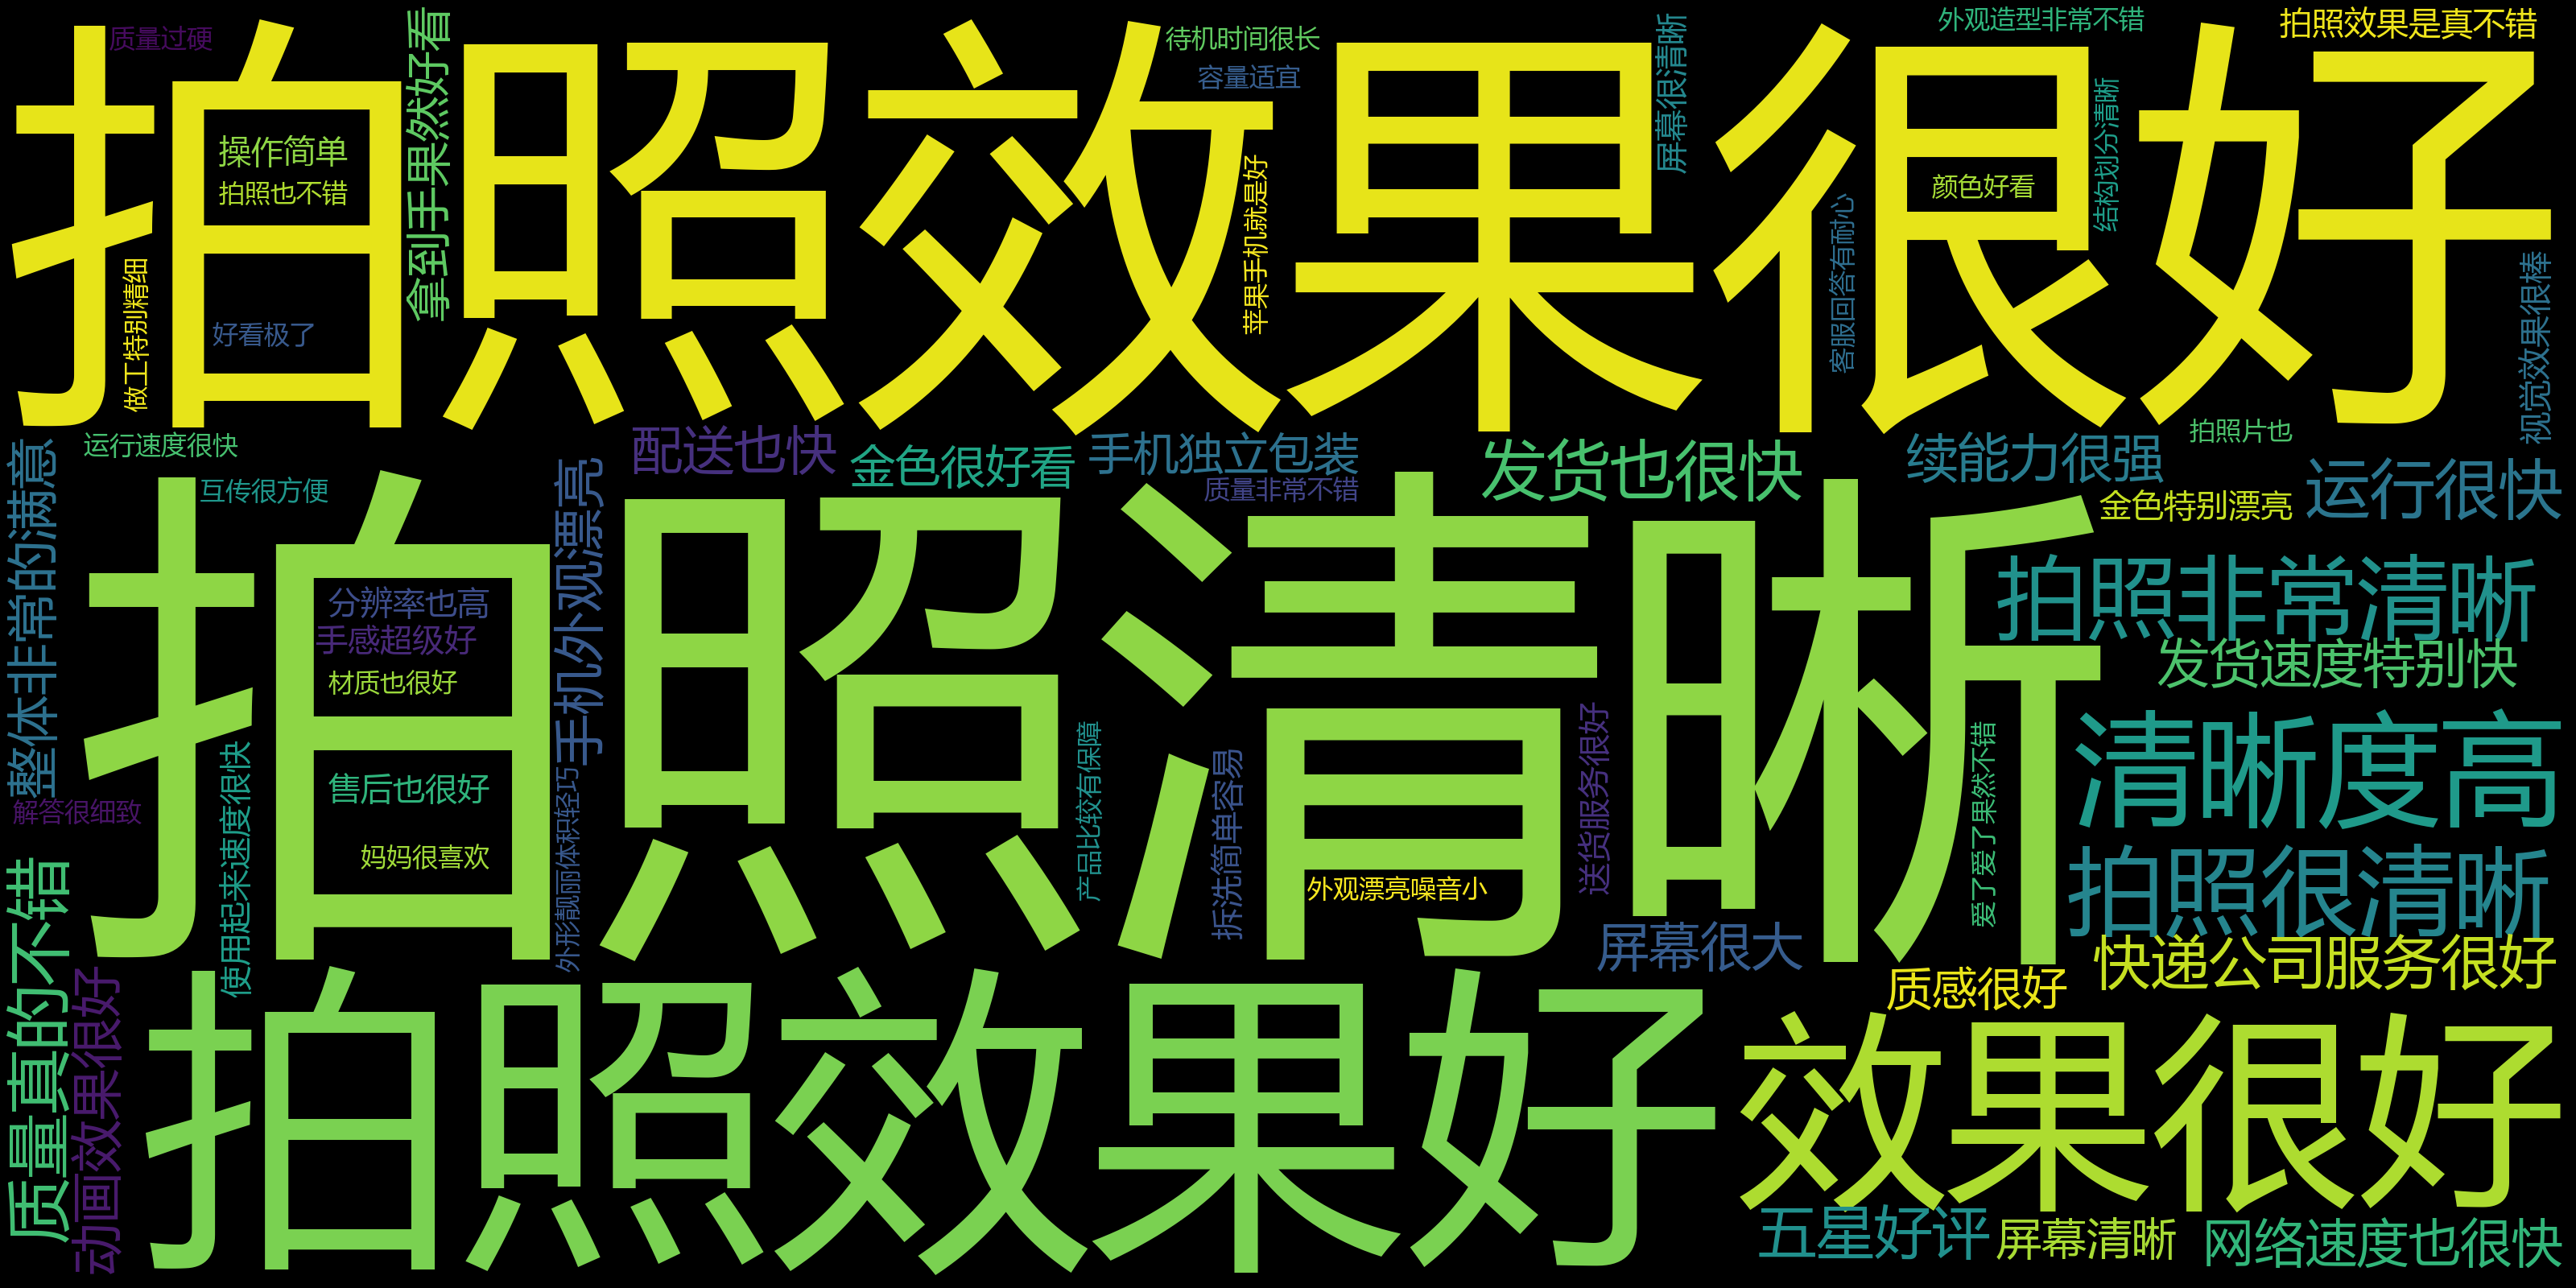 拍照效果很好
质量过硬
操作简单
拍照也不错
好看极了
做工特别精细
拿到手果然好看
待机时间很长
容量适宜
苹果手机就是好
屏幕很清晰
外观造型非常不错
拍照效果是真不错
颜色好看
结构划分清晰
客服回答有耐心
视觉效果很棒
运行速度很快
配送也快
金色很好看
手机独立包装
质量非常不错
发货也很快
续能力很强
拍照片也
运行很快
金色特别漂亮
整体非常的满意
互传很方便
手机外观漂亮
拍照清晰
分辨率也高
手感超级好
材质也很好
售后也很好
妈妈很喜欢
拍照非常清晰
发货速度特别快
清晰度高
拍照很清晰
快递公司服务很好
解答很细致
使用起来速度很快
外形靓丽体积轻巧
产品比较有保障
拆洗简单容易
外观漂亮噪音小
送货服务很好
爱了爱了果然不错
屏幕很大
质感很好
质量真的不错
动画效果很好
拍照效果好
效果很好
五星好评
屏幕清晰
网络速度也很快